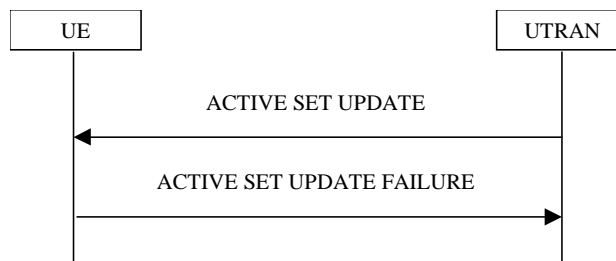 UE
UTRAN
ACTIVE SET UPDATE
ACTIVE SET UPDATE FAILURE